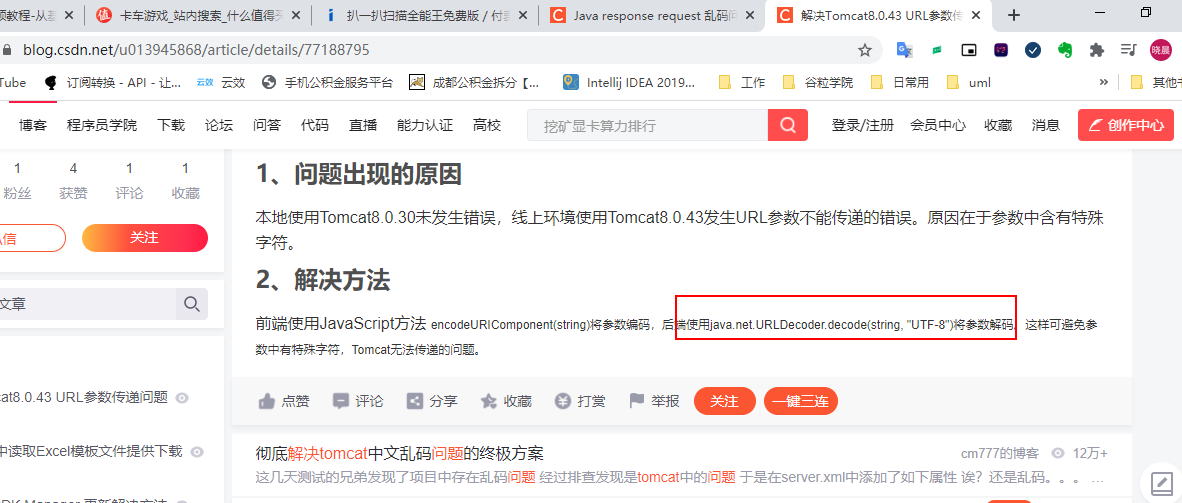 频教程-从基
卡车游戏_站内搜索_什么值得买
扒一扒扫描全能王免费版 / 付费
Java response request 乱码问
解决Tomcat8.0.43 URL参数传
blog.csdn.net/u013945868/article/details/77188795
晓晨
Tube
订阅转换 - API - 让...
云效 云效
手机公积金服务平台
成都公积金拆分【...
Intellij IDEA 2019...
工作
谷粒学院
日常用
uml
»
其他书
博客 程序员学院 下载 论坛 问答 代码 直播 能力认证 高校
挖矿显卡算力排行
登录/注册 会员中心 收藏 消息 创作中心
1 4 1 1
粉丝 获赞 评论 收藏
信 关注
文章
cat8.0.43 URL参数传递问题
中读取Excel模板文件提供下载
DK Manager 更新解决方法
1、问题出现的原因
本地使用Tomcat8.0.30未发生错误，线上环境使用Tomcat8.0.43发生URL参数不能传递的错误。原因在于参数中含有特殊
字符。
2、解决方法
前端使用JavaScript方法 encodeURIComponent(string)将参数编码，后端使用java.net.URLDecoder.decode(string, "UTF-8")将参数解码。这样可避免参
数中有特殊字符，Tomcat无法传递的问题。
点赞 评论 分享 收藏 打赏 举报 关注 一键三连
彻底解决tomcat中文乱码问题的终极方案
cm777的博客 12万+
这几天测试的兄弟发现了项目中存在乱码问题 经过排查发现是tomcat中的问题 于是在server.xml中添加了如下属性 诶？还是乱码。。。 ...